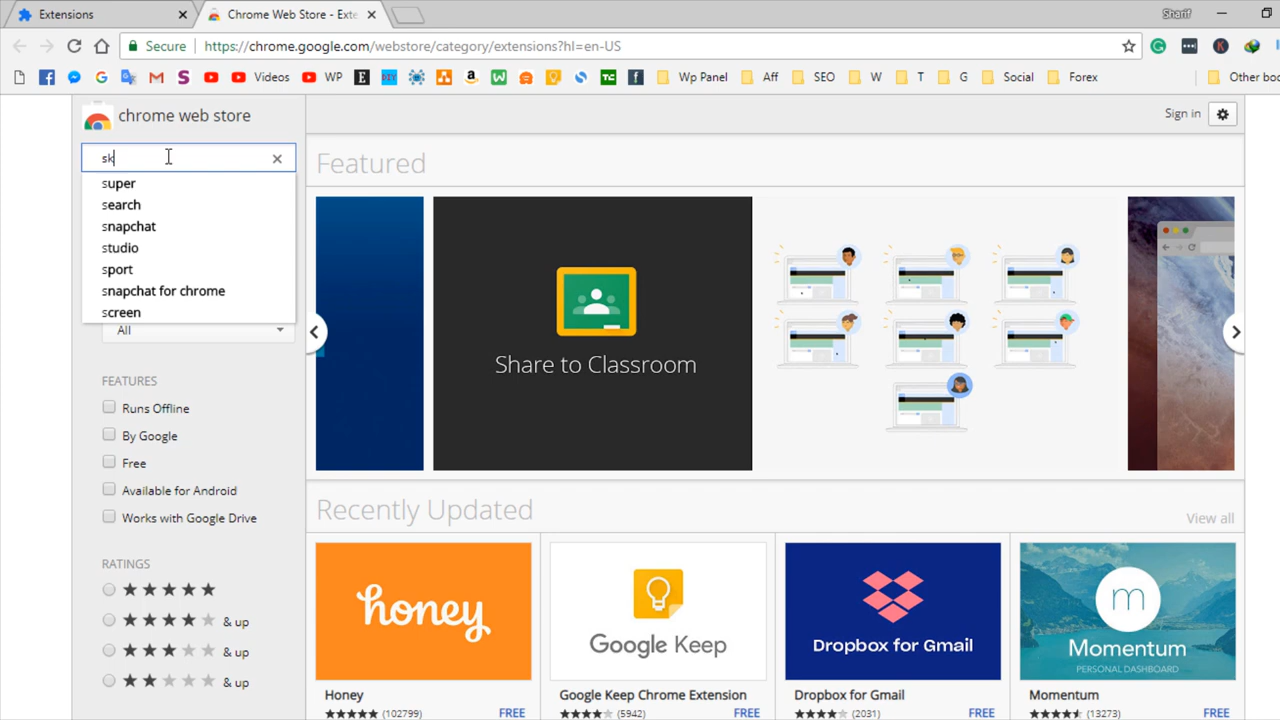 Extensions
Chrome Web Store - Exte
Sharif
Secure
https://chrome.google.com/webstore/category/extensions?hl=en-US
Videos
WP
Wp Panel
Aff
SEO
W
T
G
Social
Forex
Other boo
chrome web store
Sign in
sk
super
search
snapchat
studio
sport
snapchat for chrome
screen
All
FEATURES
Runs Offline
By Google
Free
Available for Android
Works with Google Drive
RATINGS
& up
& up
& up
Featured
Share to Classroom
Recently Updated
View all
honey
Google Keep
Dropbox for Gmail
m
Momentum
PERSONAL DASHBOARD
Honey
(102799)
FREE
Google Keep Chrome Extension
(5942)
FREE
Dropbox for Gmail
(2031)
FREE
Momentum
(13273)
FREE